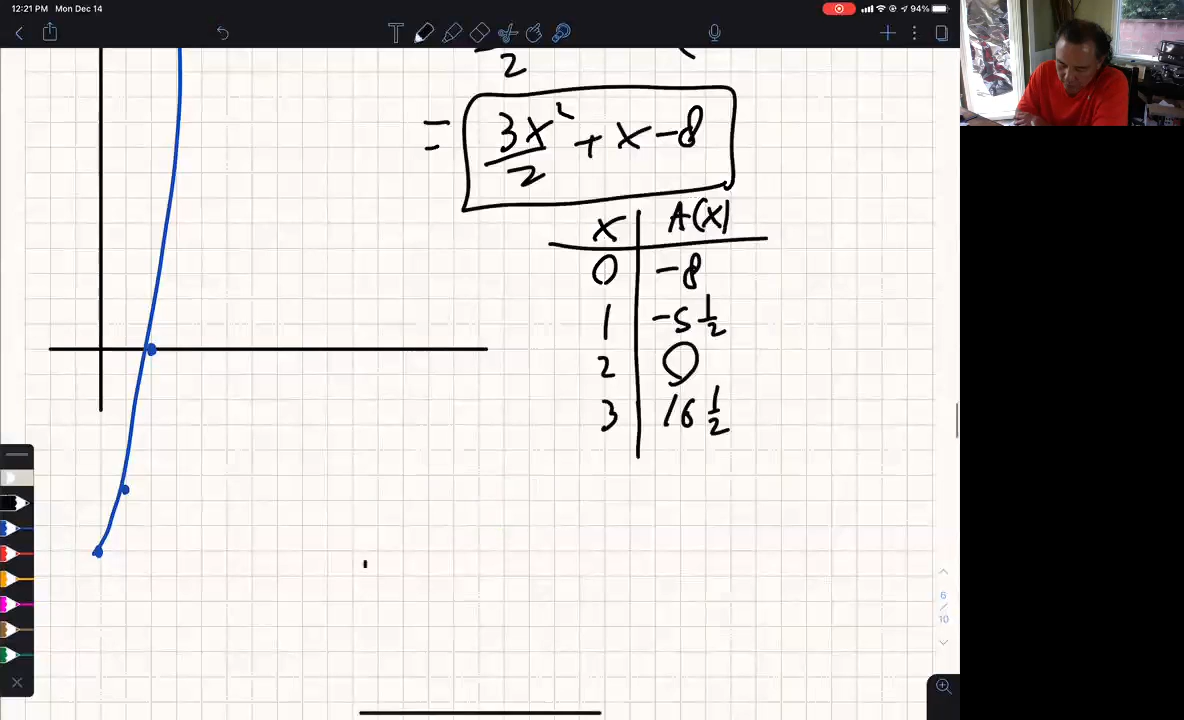 12:21 PM Mon Dec 14
94%
T
2
= 3x²/2 + x - 8
x A(x)
0 -8
1 -5 1/2
2 0
3 16 1/2
6
/
10